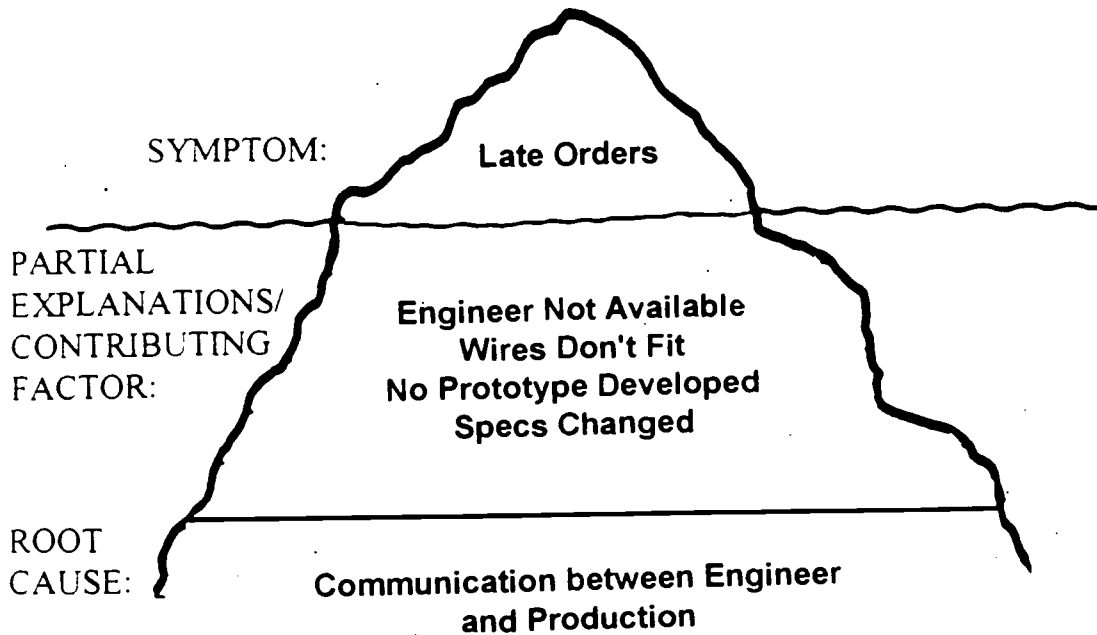 SYMPTOM:
Late Orders
PARTIAL
EXPLANATIONS/
CONTRIBUTING
FACTOR:
Engineer Not Available
Wires Don't Fit
No Prototype Developed
Specs Changed
ROOT
CAUSE:
Communication between Engineer
and Production